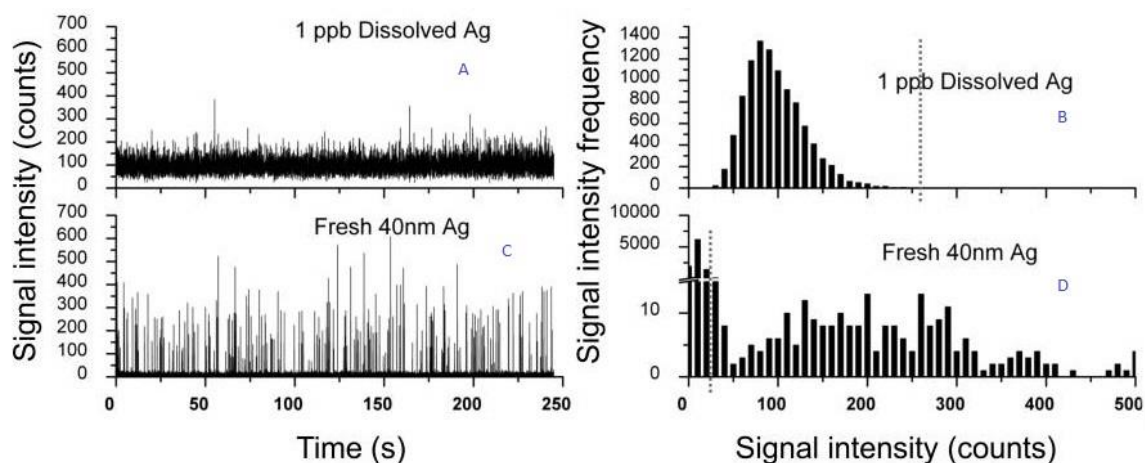 Signal intensity (counts)
700
600
500
400
300
200
100
0
1 ppb Dissolved Ag
A
700
600
500
400
300
200
100
0
Fresh 40nm Ag
C
0 50 100 150 200 250
Time (s)
Signal intensity frequency
1400
1200
1000
800
600
400
200
0
1 ppb Dissolved Ag
B
10000
5000
10
0
Fresh 40nm Ag
D
0 100 200 300 400 500
Signal intensity (counts)